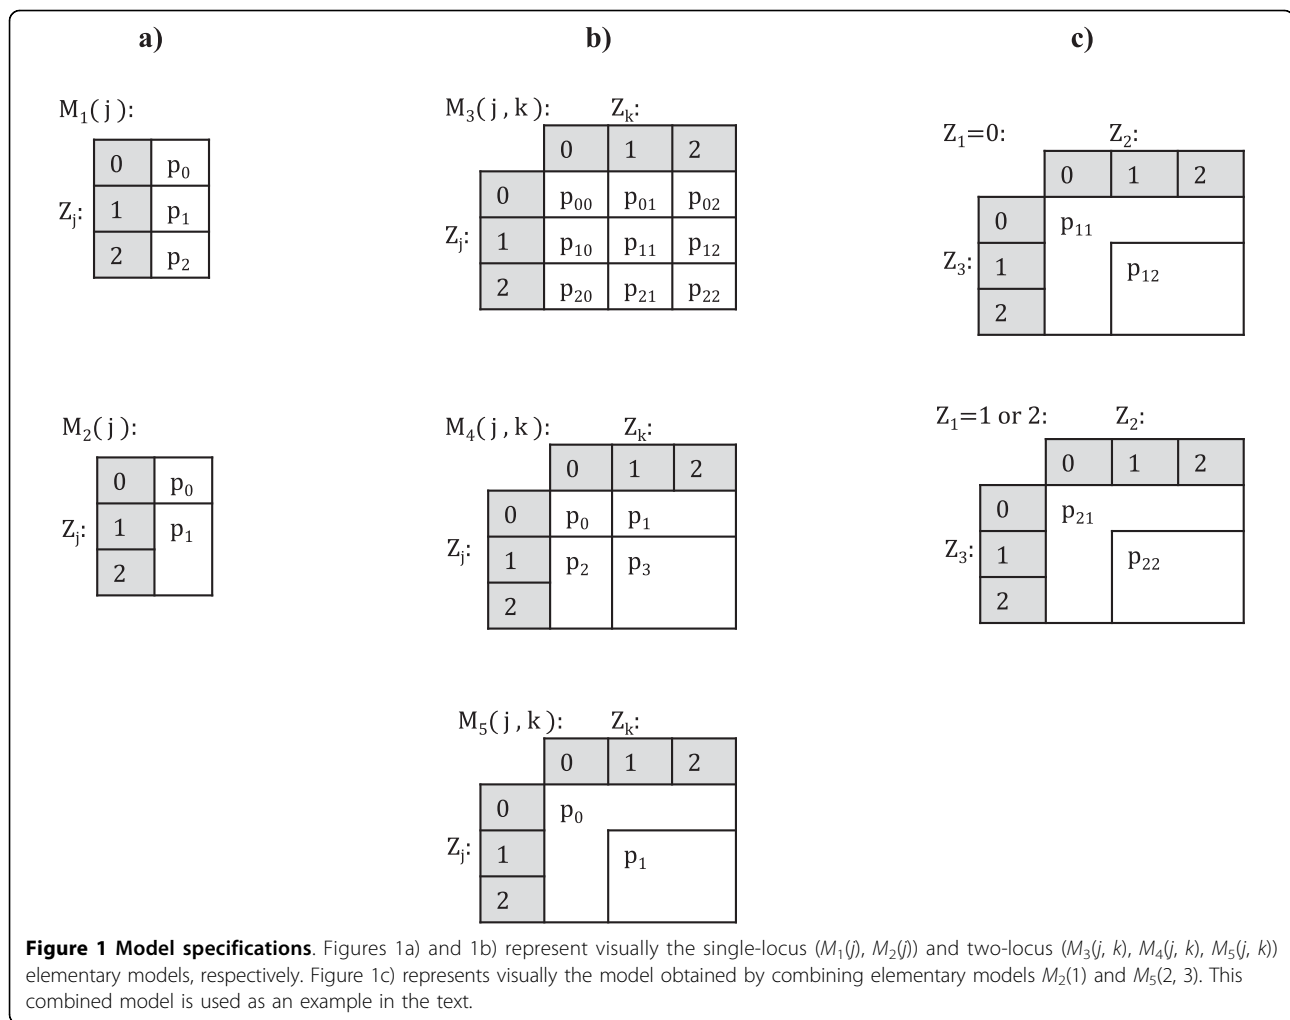 a)
M1(j):
0 p0
Zj: 1 p1
2 p2
M2(j):
0 p0
Zj: 1 p1
2
b)
M3(j,k): Zk:
0 1 2
0 p00 p01 p02
Zj: 1 p10 p11 p12
2 p20 p21 p22
M4(j,k): Zk:
0 1 2
0 p0 p1
Zj: 1 p2 p3
2
M5(j,k): Zk:
0 1 2
0 p0
Zj: 1 p1
2
c)
Z1=0: Z2:
0 1 2
0 p11
Z3: 1 p12
2
Z1=1 or 2: Z2:
0 1 2
0 p21
Z3: 1 p22
2
Figure 1 Model specifications. Figures 1a) and 1b) represent visually the single-locus (M1(j), M2(j)) and two-locus (M3(j, k), M4(j, k), M5(j, k))
elementary models, respectively. Figure 1c) represents visually the model obtained by combining elementary models M2(1) and M5(2, 3). This
combined model is used as an example in the text.